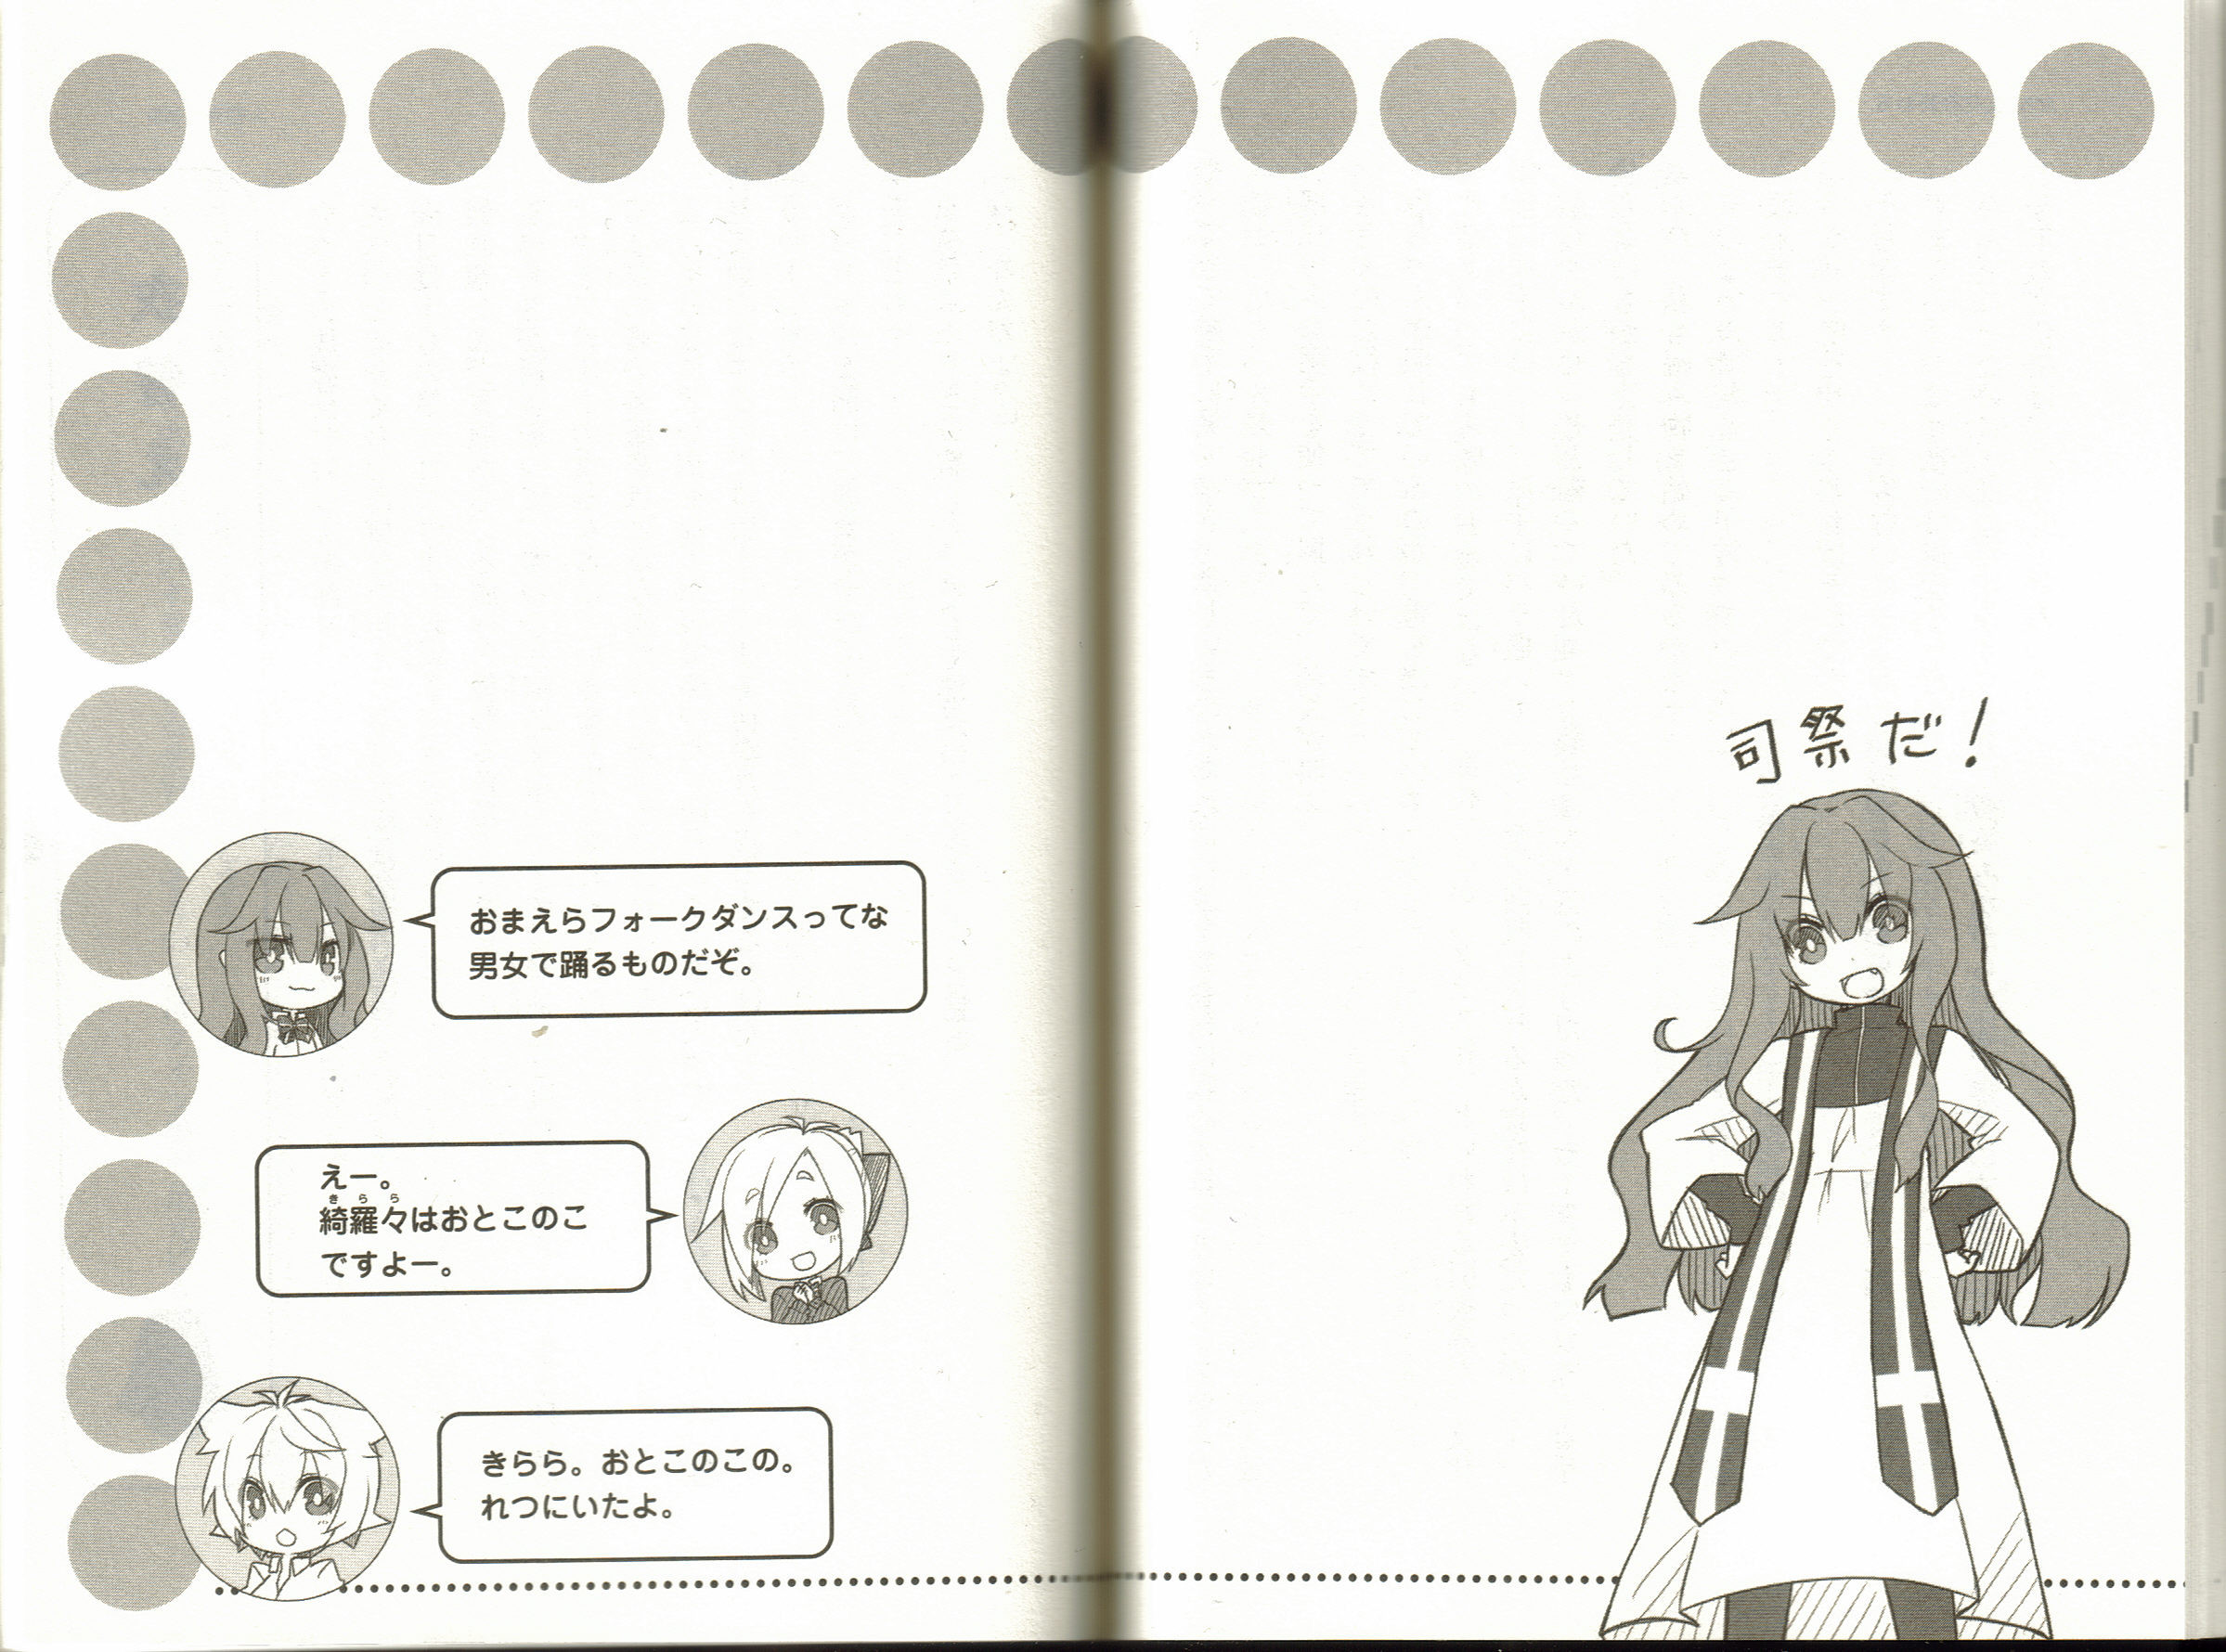 司祭だ!
おまえらフォークダンスってな
男女で踊るものだぞ。
えー。
きらら
綺羅々はおとこのこ
ですよー。
きらら。おとこのこの。
れつにいたよ。